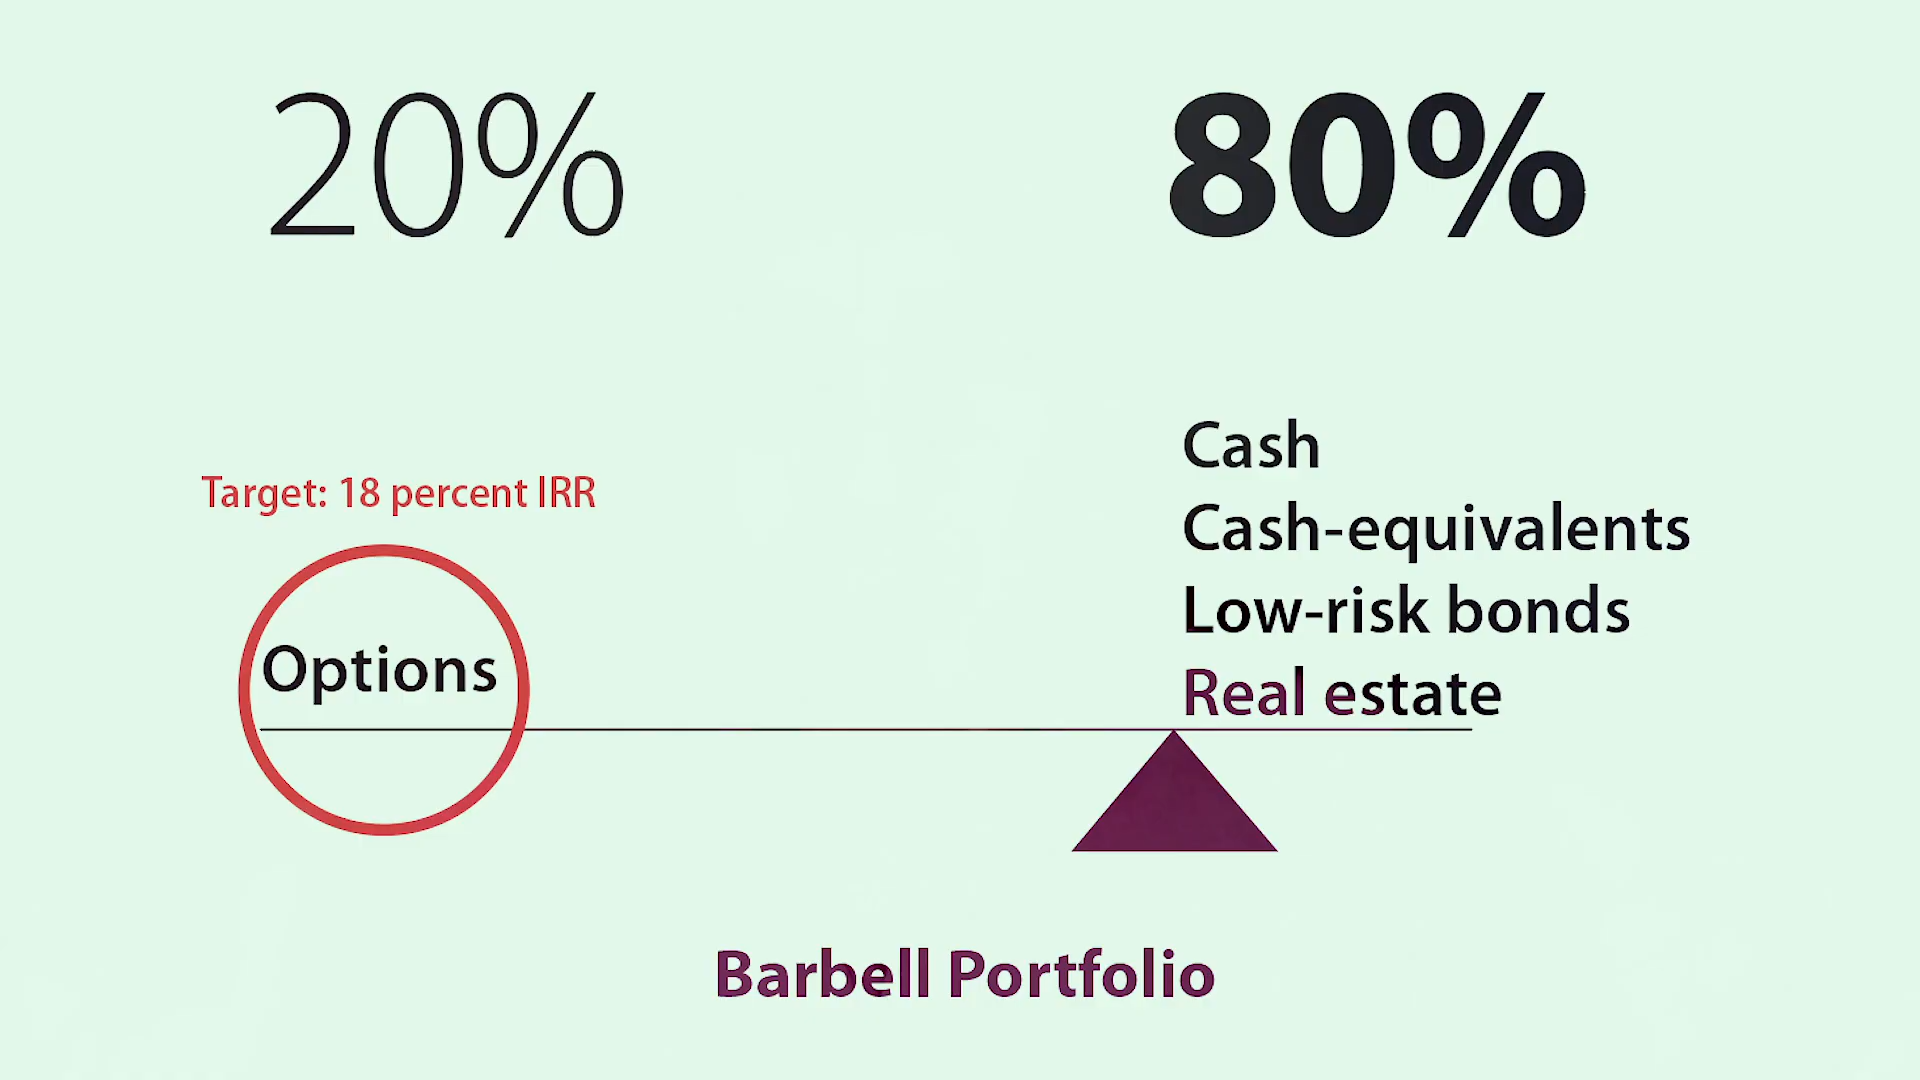 20%
80%
Target: 18 percent IRR
Options
Cash
Cash-equivalents
Low-risk bonds
Real estate
Barbell Portfolio